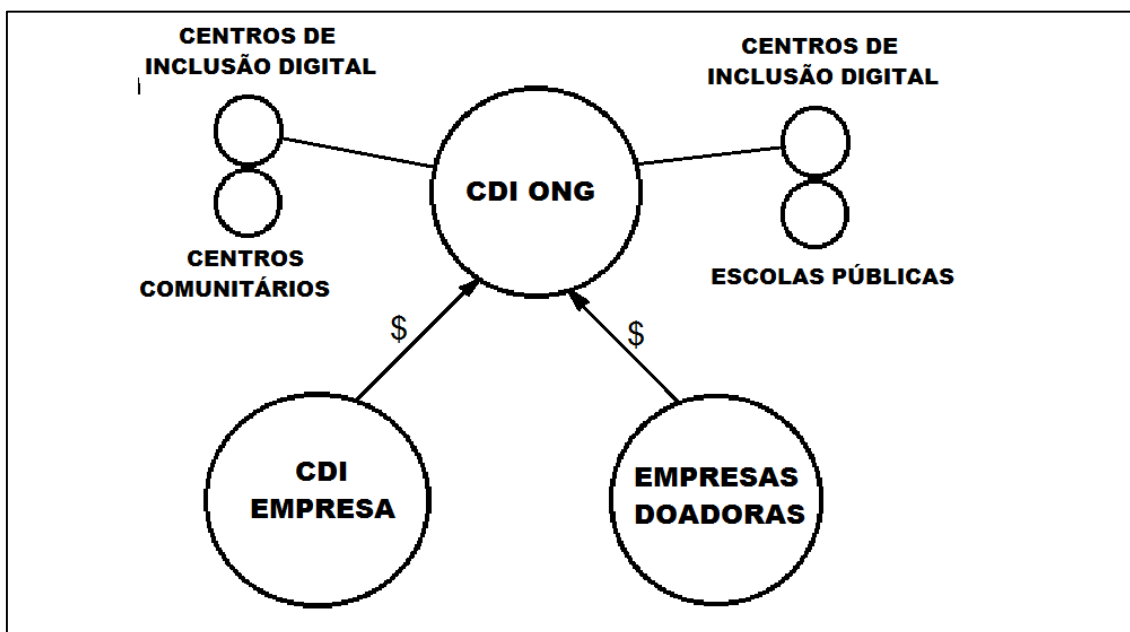 CENTROS DE
INCLUSÃO DIGITAL
CENTROS DE
INCLUSÃO DIGITAL
CDI ONG
CENTROS
COMUNITÁRIOS
ESCOLAS PÚBLICAS
$
$
CDI
EMPRESA
EMPRESAS
DOADORAS